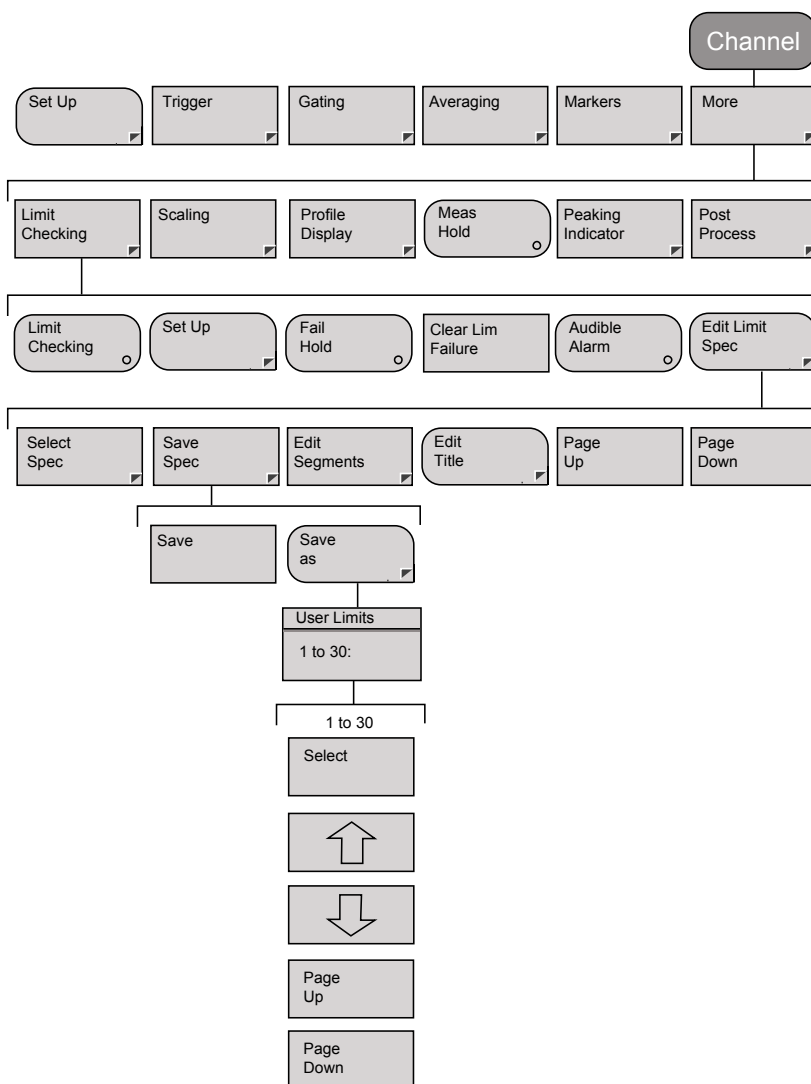 Channel
Set Up
Trigger
Gating
Averaging
Markers
More
Limit
Checking
Scaling
Profile
Display
Meas
Hold
Peaking
Indicator
Post
Process
Limit
Checking
Set Up
Fail
Hold
Clear Lim
Failure
Audible
Alarm
Edit Limit
Spec
Select
Spec
Save
Spec
Edit
Segments
Edit
Title
Page
Up
Page
Down
Save
Save
as
User Limits
1 to 30:
1 to 30
Select
Page
Up
Page
Down